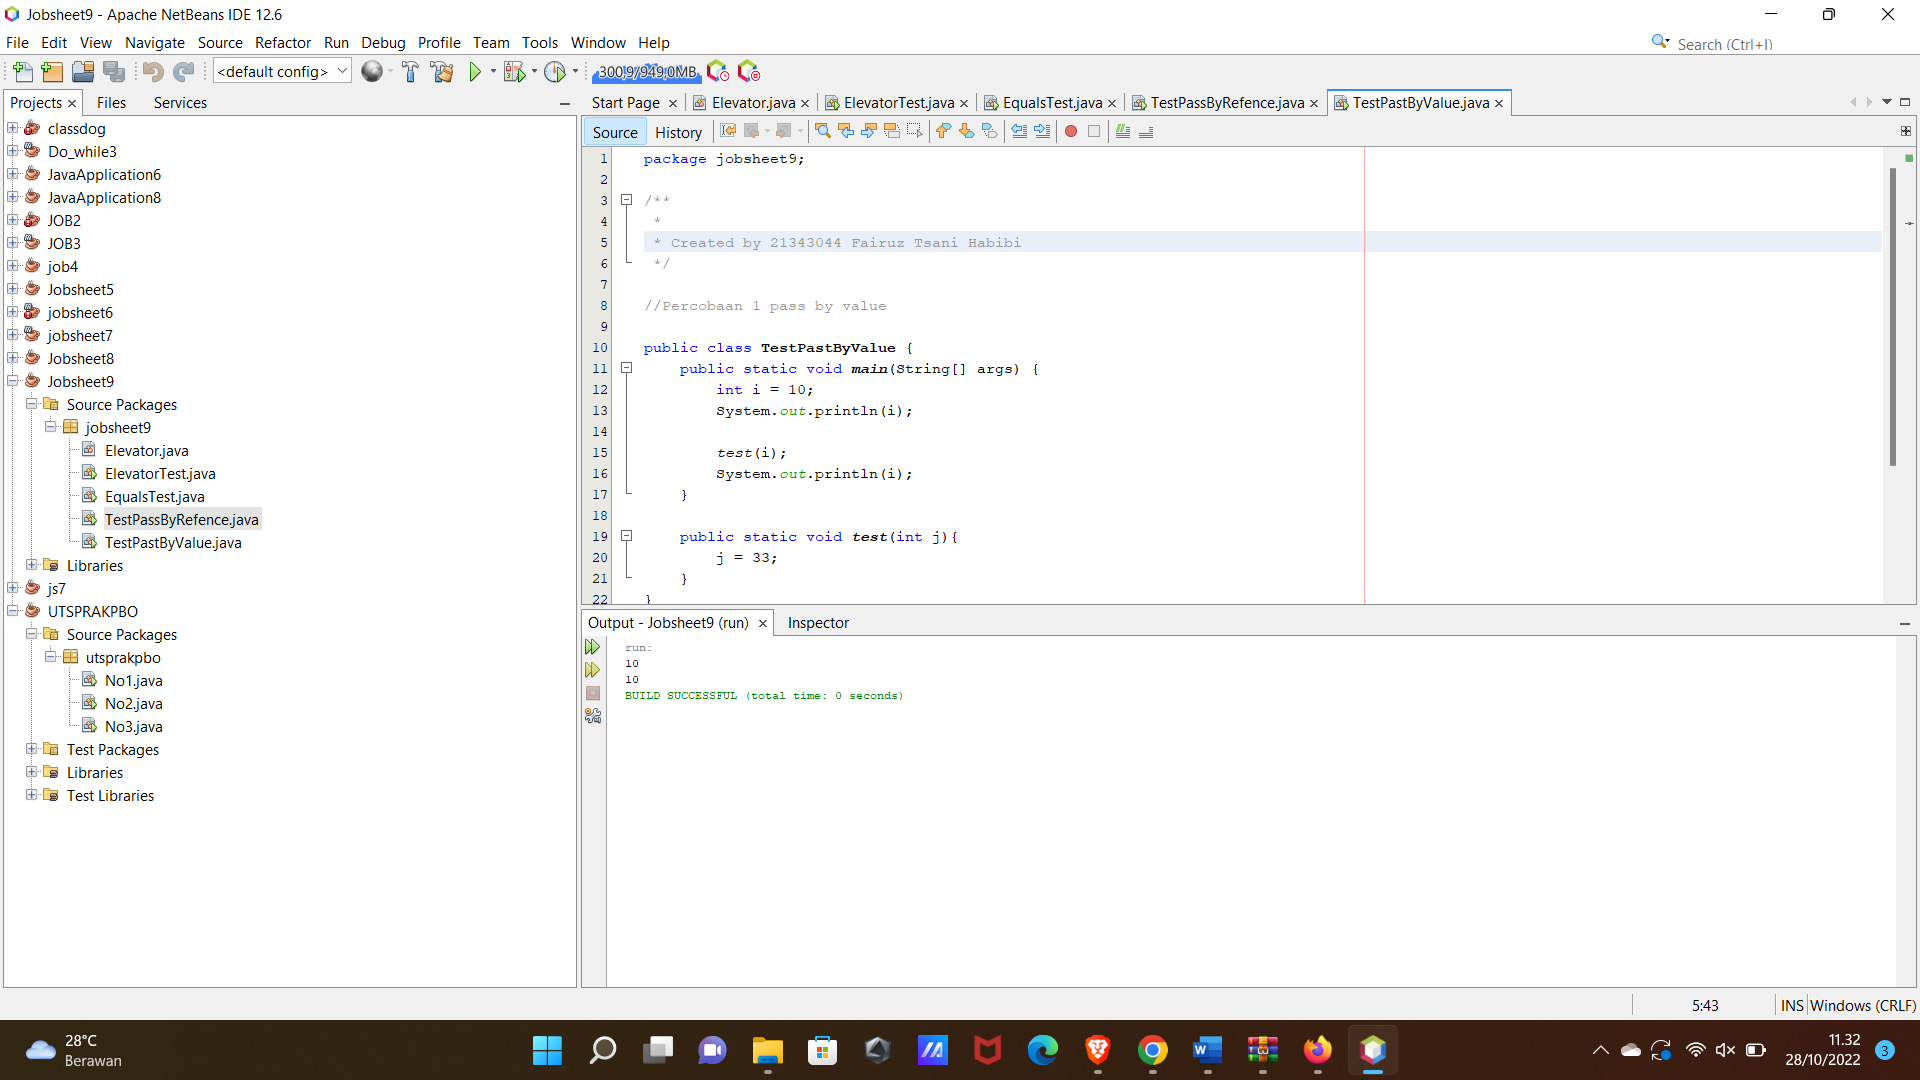 Jobsheet9 - Apache NetBeans IDE 12.6
File Edit View Navigate Source Refactor Run Debug Profile Team Tools Window Help
Search (Ctrl+I)
<default config>
300,9/949,0MB
Projects Files Services
Start Page Elevator.java ElevatorTest.java EqualsTest.java TestPassByRefence.java TestPastByValue.java
Source History
classdog
Do_while3
JavaApplication6
JavaApplication8
JOB2
JOB3
job4
Jobsheet5
jobsheet6
jobsheet7
Jobsheet8
Jobsheet9
Source Packages
jobsheet9
Elevator.java
ElevatorTest.java
EqualsTest.java
TestPassByRefence.java
TestPastByValue.java
Libraries
js7
UTSPRAKPBO
Source Packages
utsprakpbo
No1.java
No2.java
No3.java
Test Packages
Libraries
Test Libraries
1 package jobsheet9;
2
3 /**
4 *
5 * Created by 21343044 Fairuz Tsani Habibi
6 */
7
8 //Percobaan 1 pass by value
9
10 public class TestPastByValue {
11 public static void main(String[] args) {
12 int i = 10;
13 System.out.println(i);
14
15 test(i);
16 System.out.println(i);
17 }
18
19 public static void test(int j){
20 j = 33;
21 }
22 }
Output - Jobsheet9 (run) Inspector
run:
10
10
BUILD SUCCESSFUL (total time: 0 seconds)
5:43 INS Windows (CRLF)
28°C
Berawan
11.32
28/10/2022
3